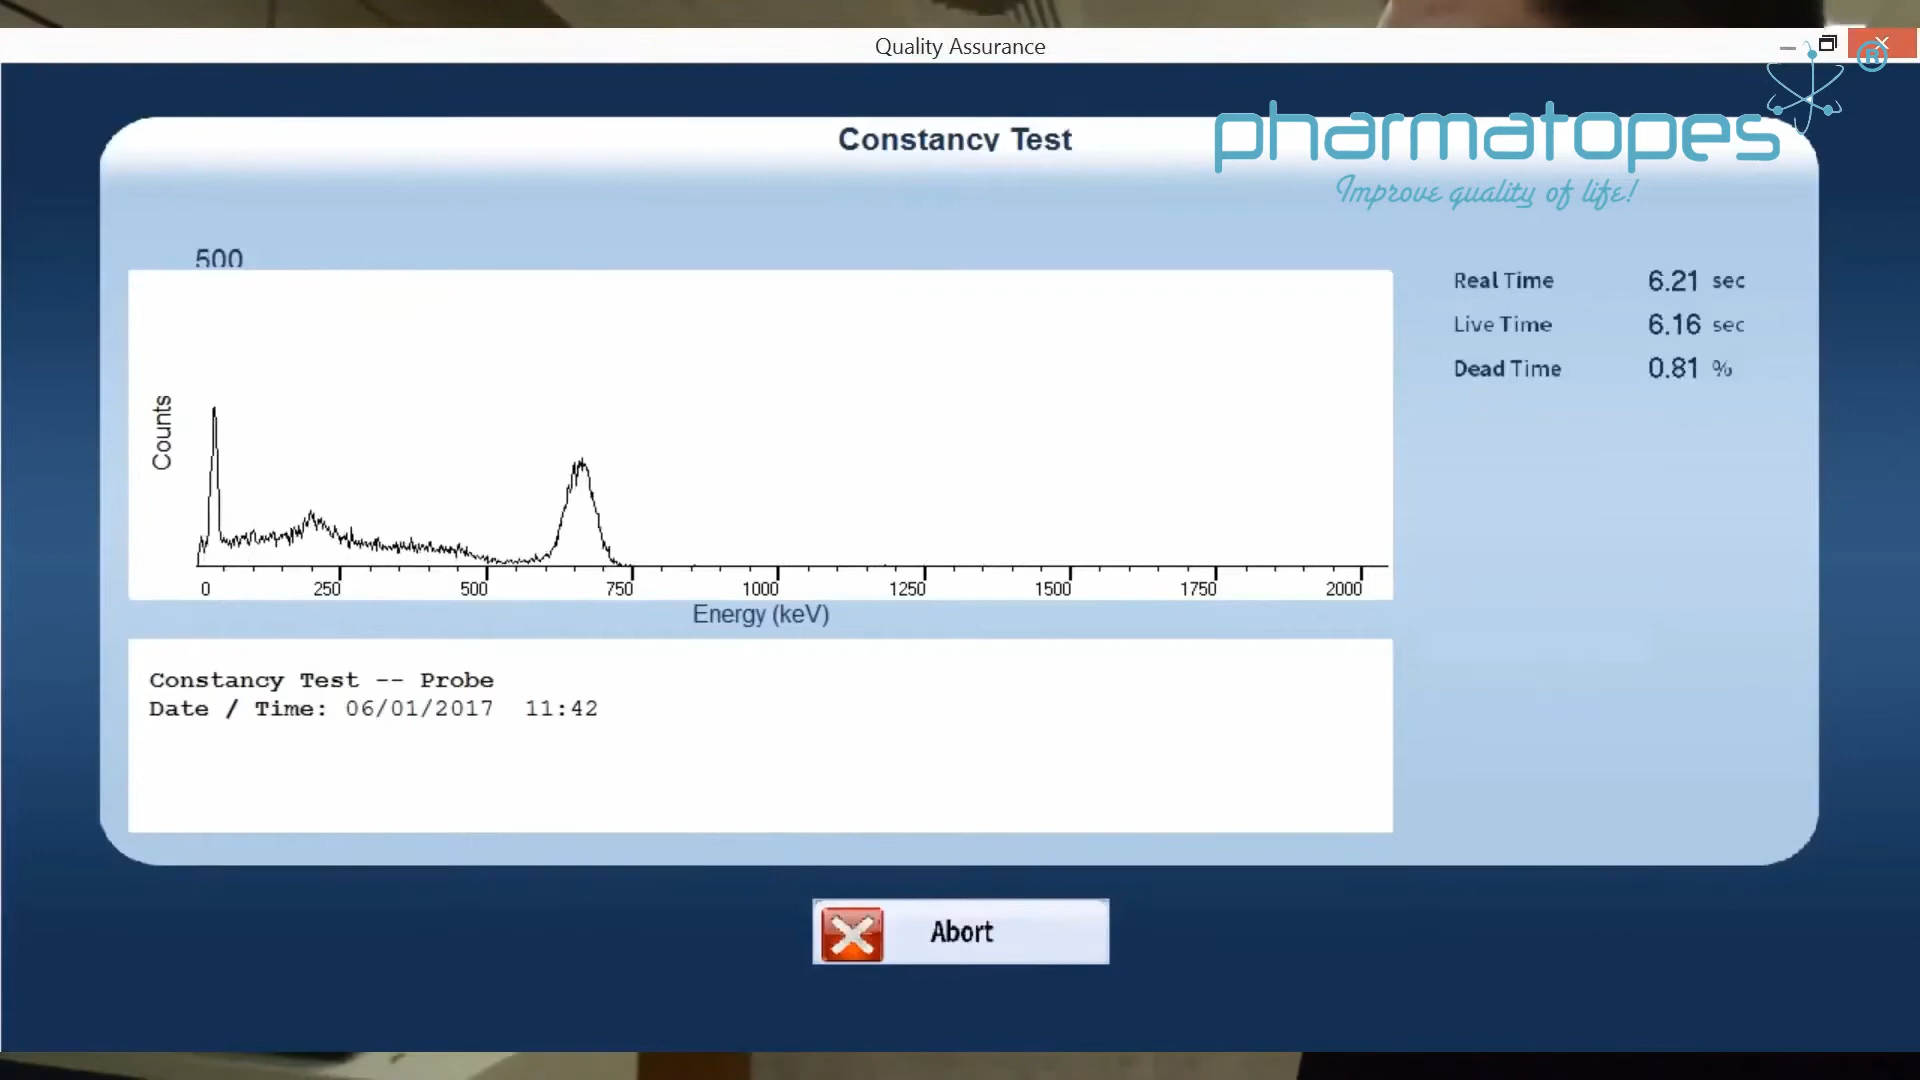 Quality Assurance
®
Constancy Test
pharmatopes
Improve quality of life!
500
Real Time 6.21 sec
Live Time 6.16 sec
Dead Time 0.81 %
Counts
0 250 500 750 1000 1250 1500 1750 2000
Energy (keV)
Constancy Test -- Probe
Date / Time: 06/01/2017 11:42
Abort